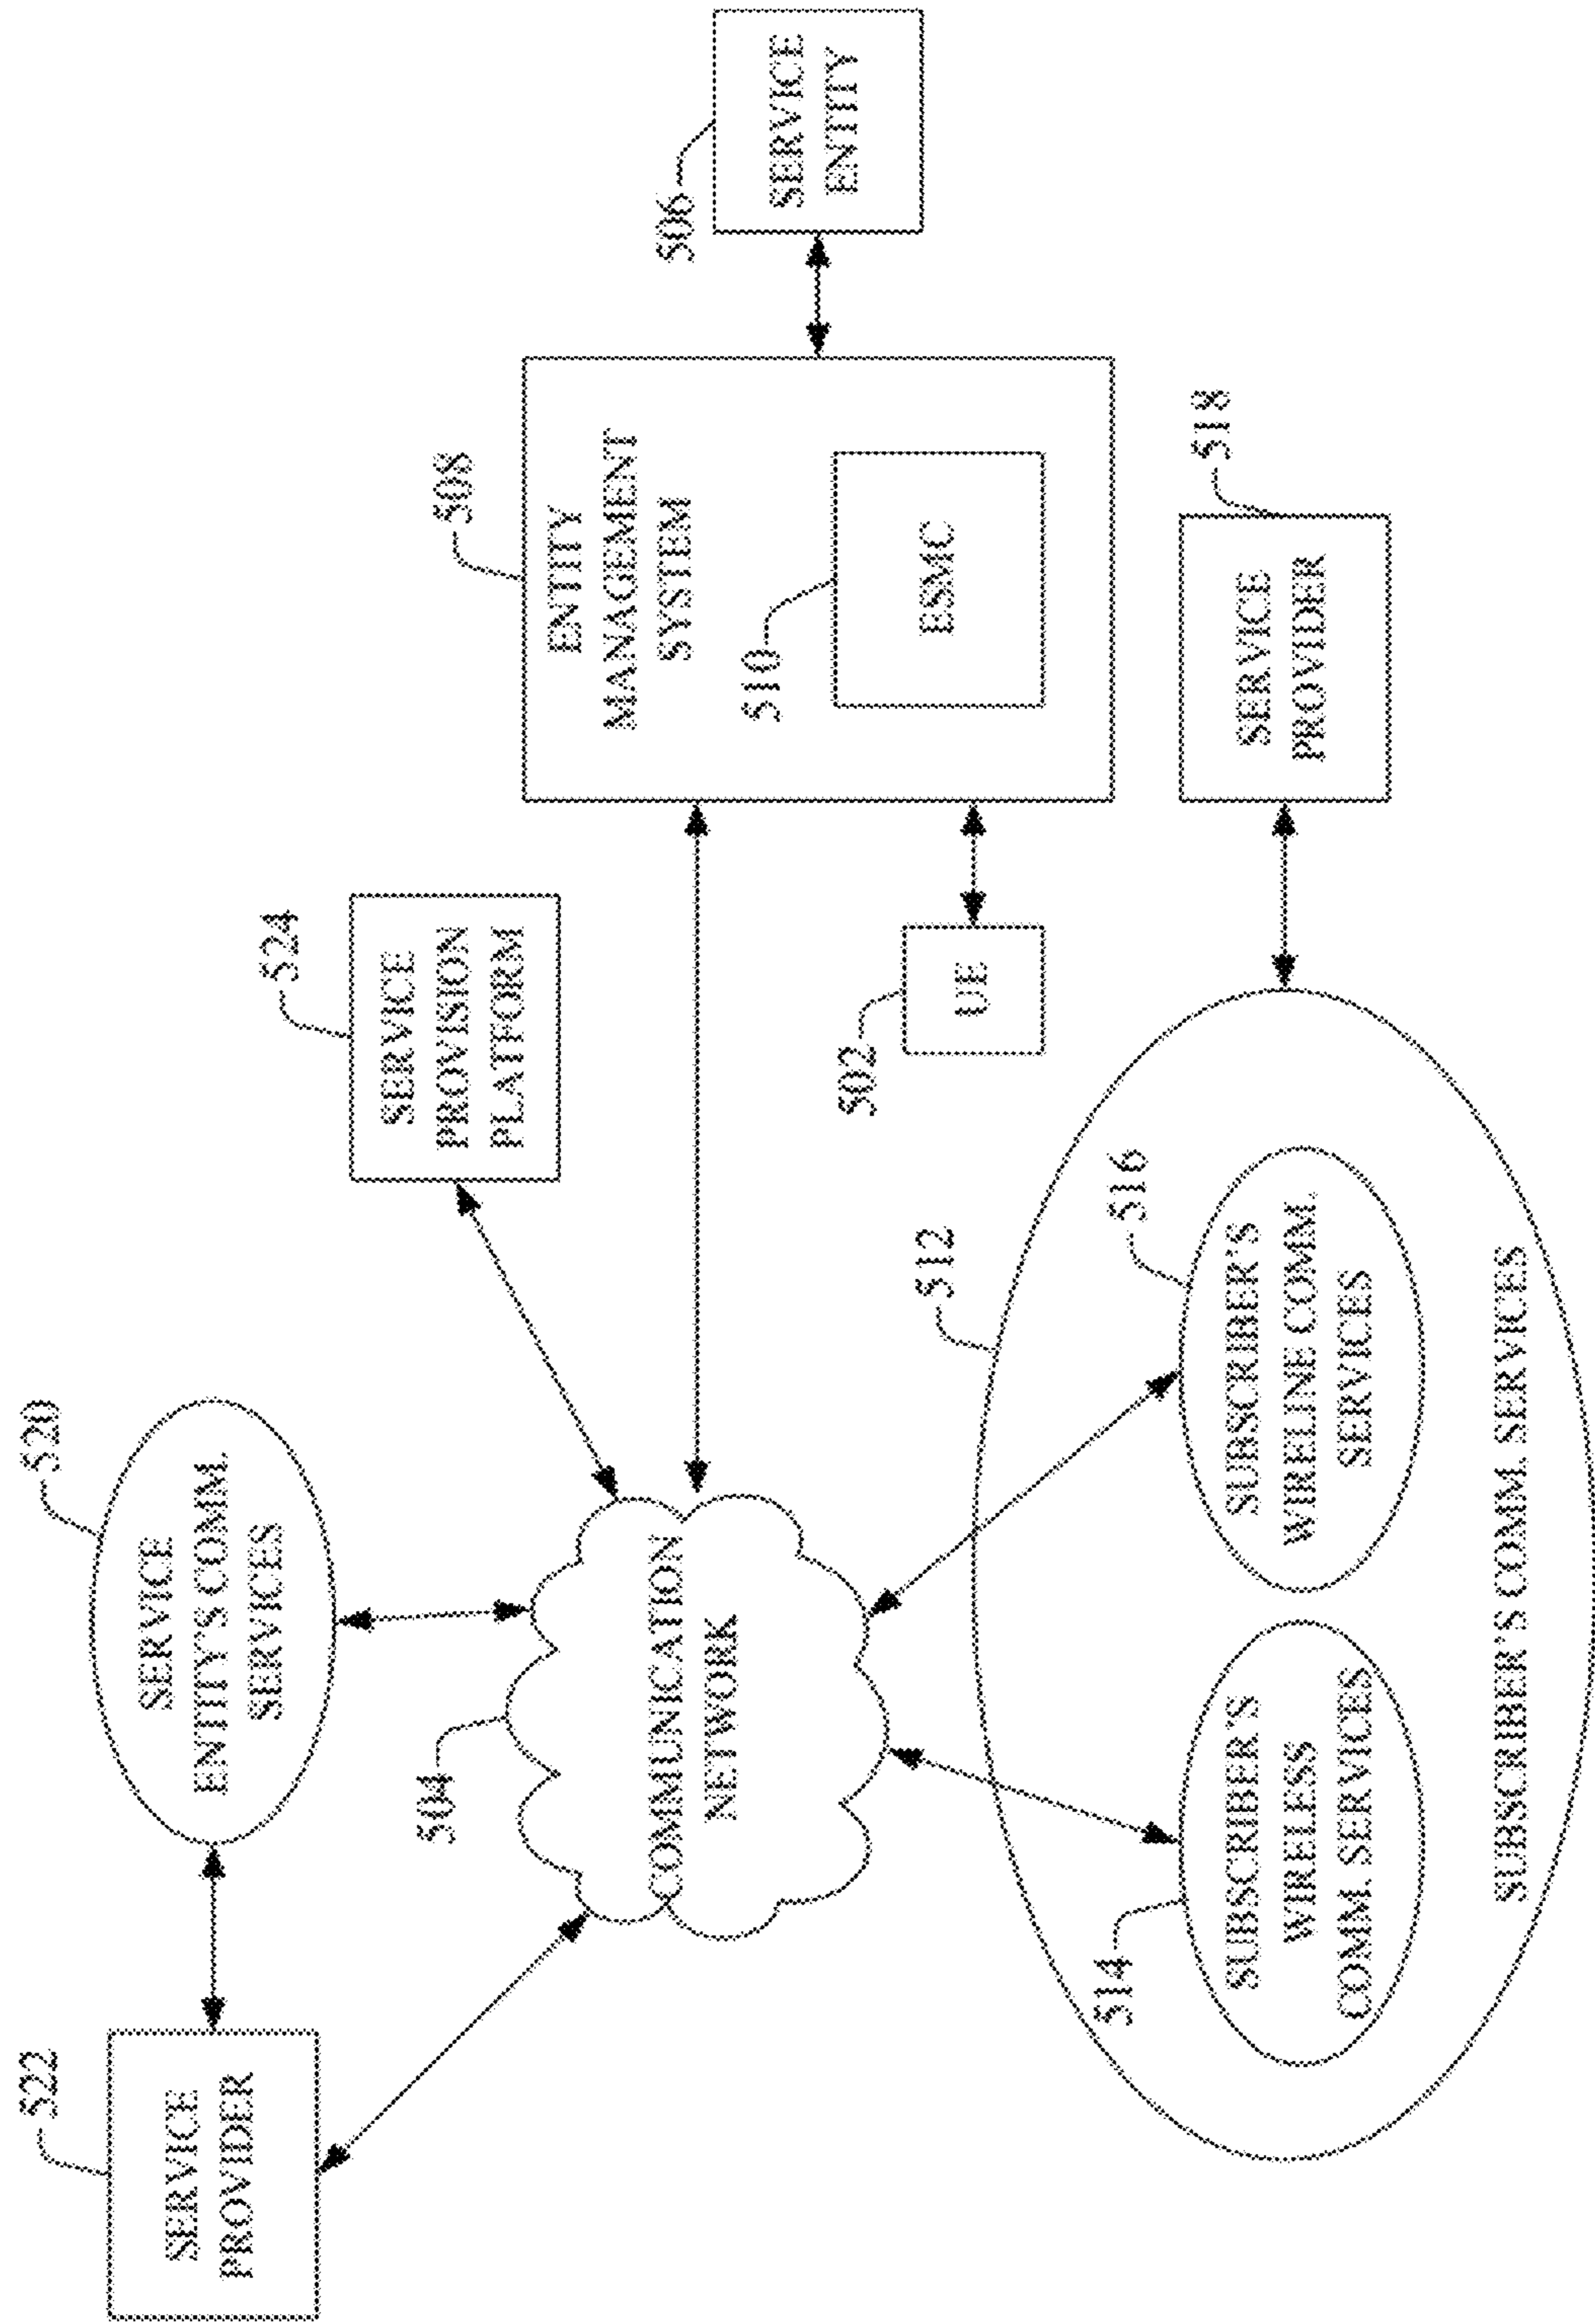 522
SERVICE
PROVIDER
520
SERVICE
ENTITY'S COMM.
SERVICES
524
SERVICE
PROVISION
PLATFORM
504
COMMUNICATION
NETWORK
508
ENTITY
MANAGEMENT
SYSTEM
510
ESMC
506
SERVICE
ENTITY
502
UE
512
514
SUBSCRIBER'S
WIRELESS
COMM. SERVICES
516
SUBSCRIBER'S
WIRELINE COMM.
SERVICES
SUBSCRIBER'S COMM. SERVICES
518
SERVICE
PROVIDER